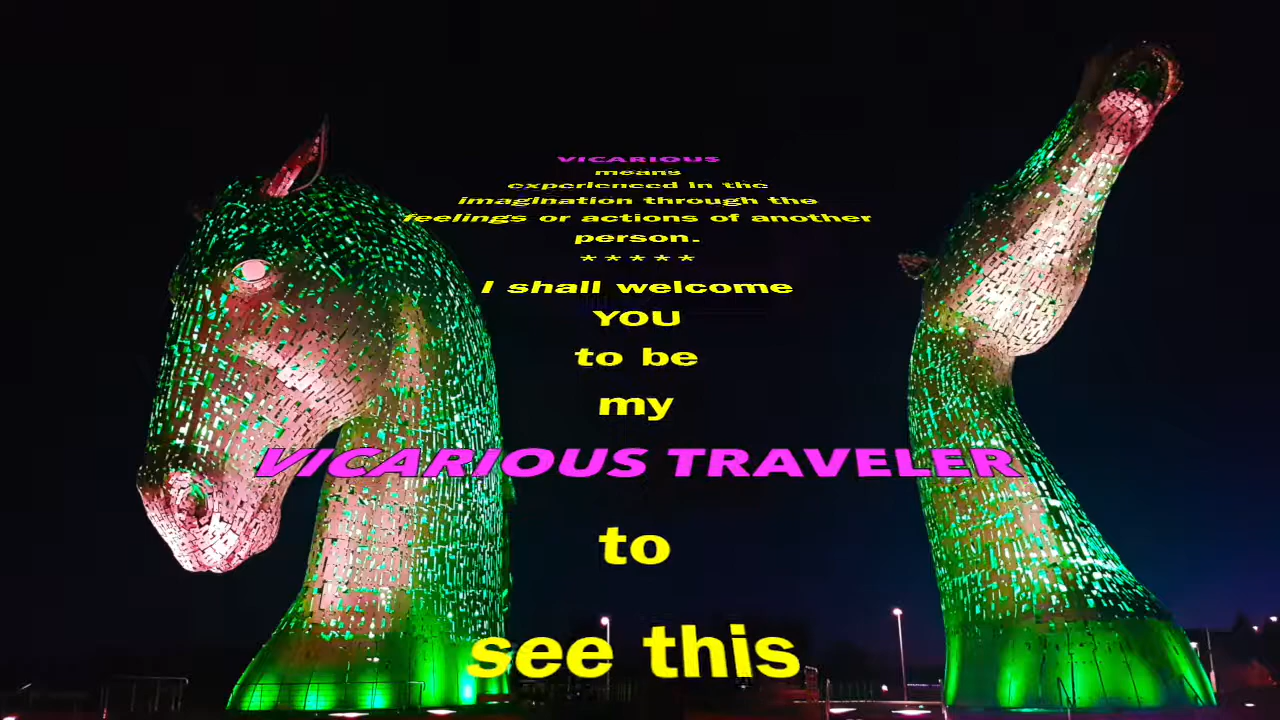 VICARIOUS
means
experienced in the
imagination through the
feelings or actions of another
person.
*****
I shall welcome
YOU
to be
my
VICARIOUS TRAVELER
to
see this